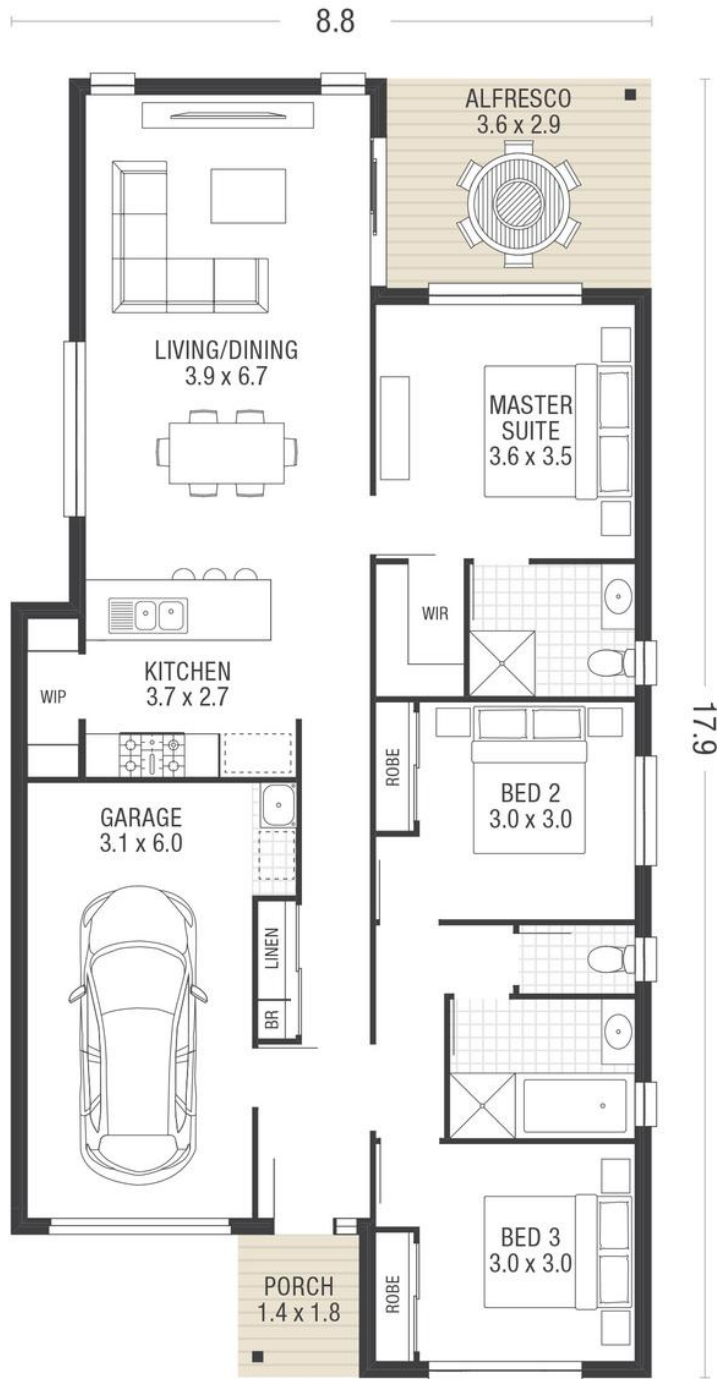 8.8
ALFRESCO
3.6 x 2.9
LIVING/DINING
3.9 x 6.7
MASTER
SUITE
3.6 x 3.5
WIR
KITCHEN
3.7 x 2.7
WIP
17.9
ROBE
BED 2
3.0 x 3.0
GARAGE
3.1 x 6.0
LINEN
BR
BED 3
3.0 x 3.0
ROBE
PORCH
1.4 x 1.8